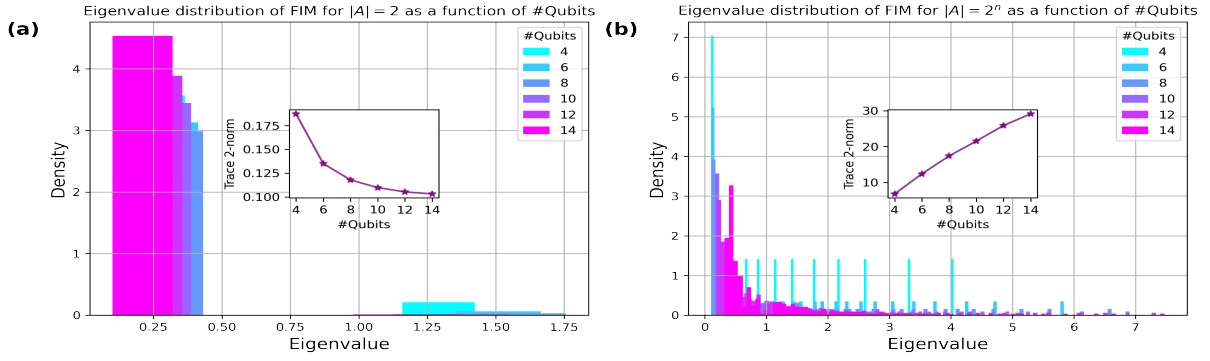 (a)
Eigenvalue distribution of FIM for |A| = 2 as a function of #Qubits
Density
4
3
2
1
0
0.25 0.50 0.75 1.00 1.25 1.50 1.75
Eigenvalue
#Qubits
4
6
8
10
12
14
Trace 2-norm
0.175
0.150
0.125
0.100
4 6 8 10 12 14
#Qubits
(b)
Eigenvalue distribution of FIM for |A| = 2ⁿ as a function of #Qubits
Density
7
6
5
4
3
2
1
0
0 1 2 3 4 5 6 7
Eigenvalue
#Qubits
4
6
8
10
12
14
Trace 2-norm
30
20
10
4 6 8 10 12 14
#Qubits